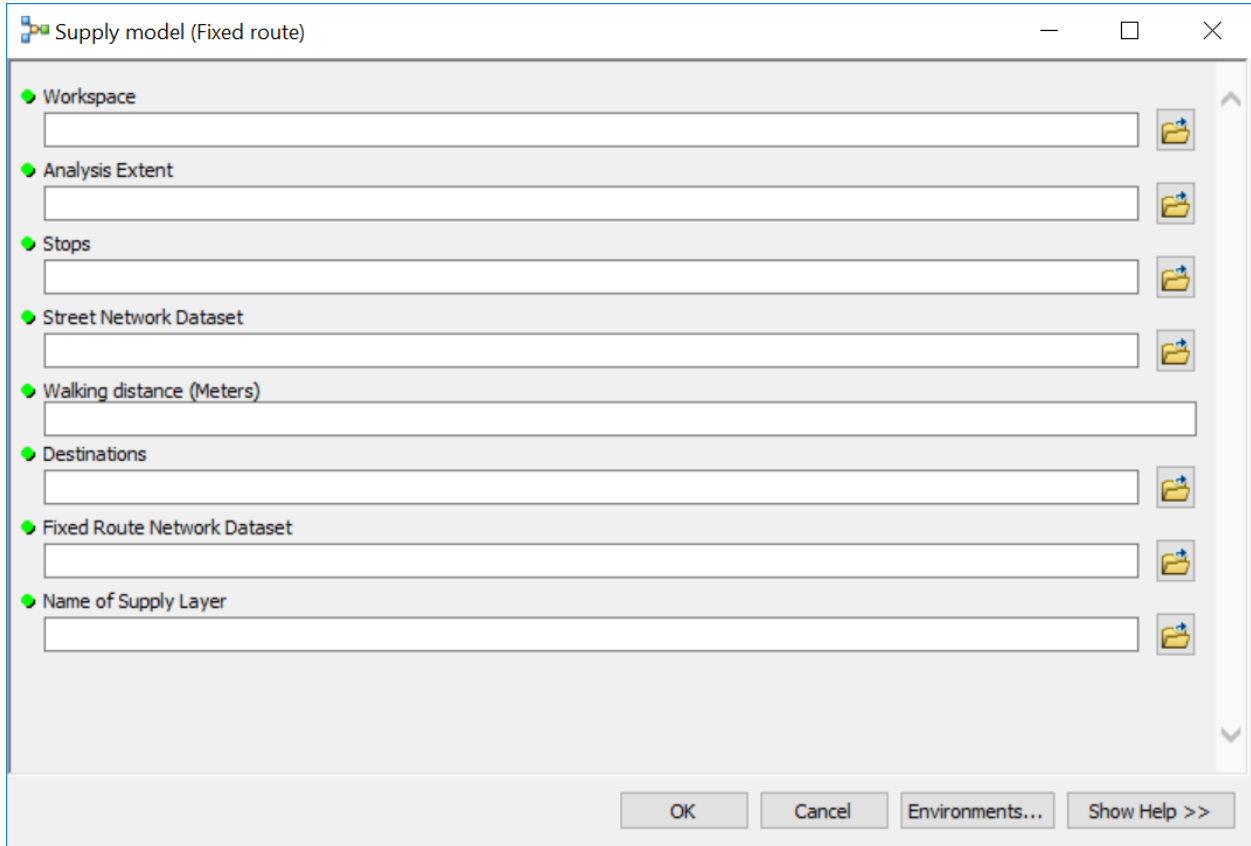 Supply model (Fixed route)
Workspace
Analysis Extent
Stops
Street Network Dataset
Walking distance (Meters)
Destinations
Fixed Route Network Dataset
Name of Supply Layer
OK Cancel Environments... Show Help >>